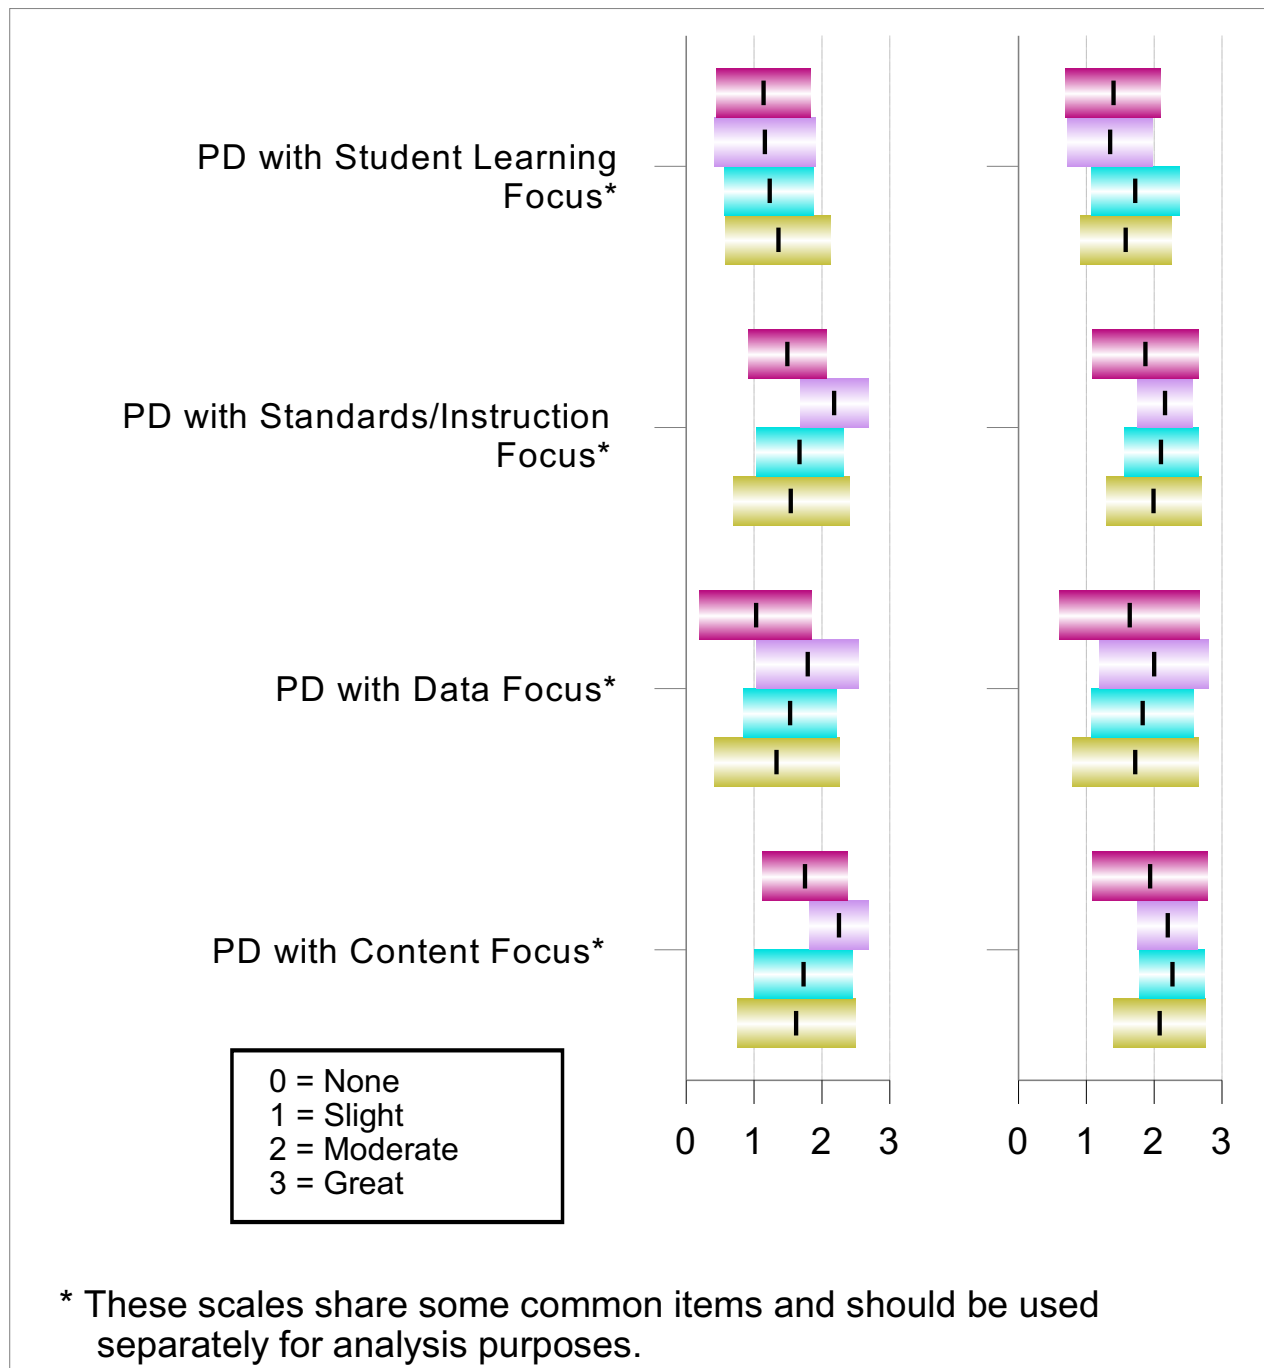 PD with Student Learning
Focus*
PD with Standards/Instruction
Focus*
PD with Data Focus*
PD with Content Focus*
0 = None
1 = Slight
2 = Moderate
3 = Great
0 1 2 3
0 1 2 3
* These scales share some common items and should be used
separately for analysis purposes.